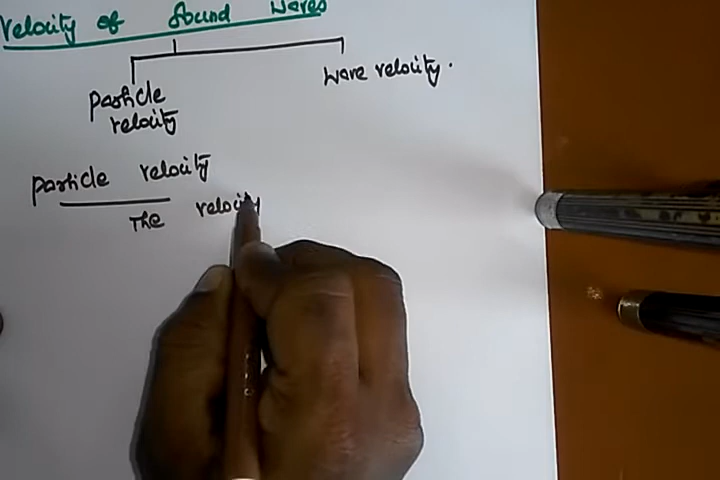 Velocity of Sound Waves
Particle velocity
wave velocity.
Particle velocity
The velocity